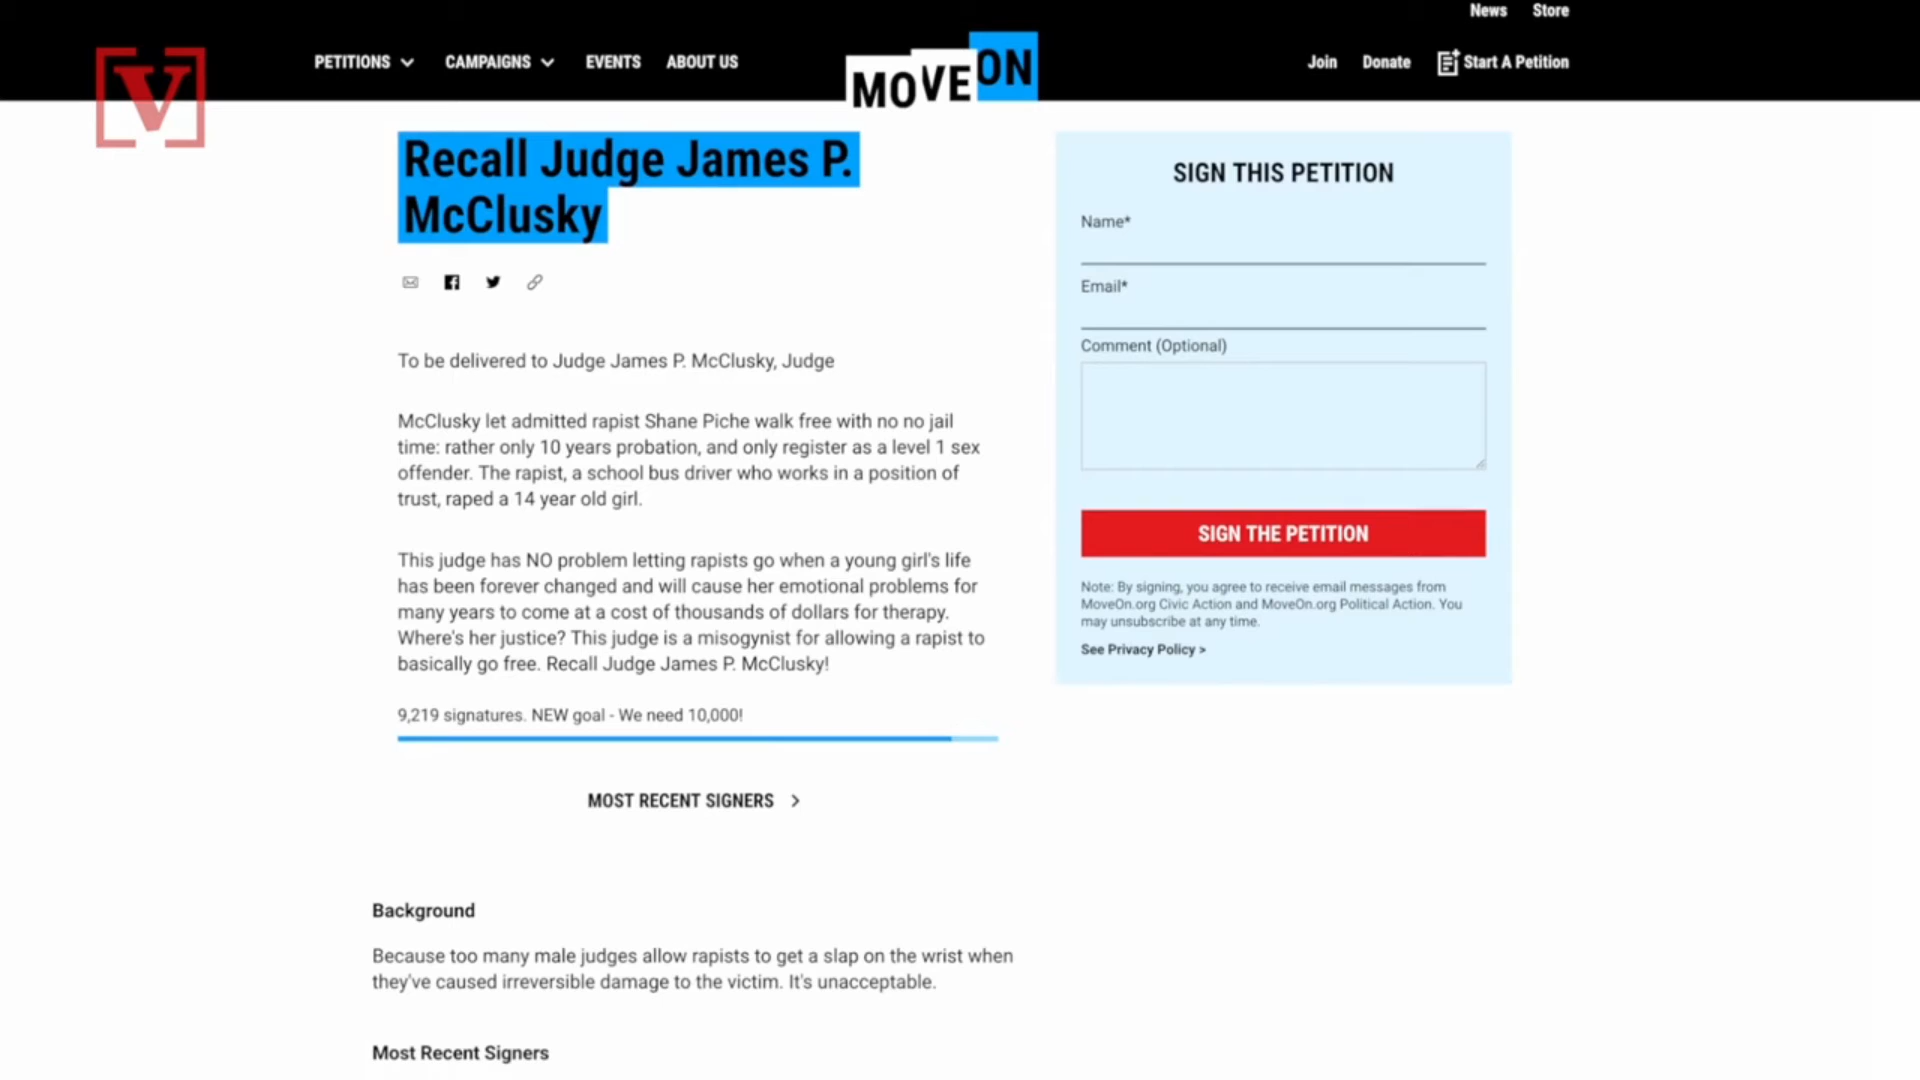 News Store
PETITIONS CAMPAIGNS EVENTS ABOUT US MOVEON Join Donate Start A Petition
V
Recall Judge James P.
McClusky
To be delivered to Judge James P. McClusky, Judge
McClusky let admitted rapist Shane Piche walk free with no no jail
time: rather only 10 years probation, and only register as a level 1 sex
offender. The rapist, a school bus driver who works in a position of
trust, raped a 14 year old girl.
This judge has NO problem letting rapists go when a young girl's life
has been forever changed and will cause her emotional problems for
many years to come at a cost of thousands of dollars for therapy.
Where's her justice? This judge is a misogynist for allowing a rapist to
basically go free. Recall Judge James P. McClusky!
9,219 signatures. NEW goal - We need 10,000!
MOST RECENT SIGNERS >
SIGN THIS PETITION
Name*
Email*
Comment (Optional)
SIGN THE PETITION
Note: By signing, you agree to receive email messages from
MoveOn.org Civic Action and MoveOn.org Political Action. You
may unsubscribe at any time.
See Privacy Policy >
Background
Because too many male judges allow rapists to get a slap on the wrist when
they've caused irreversible damage to the victim. It's unacceptable.
Most Recent Signers